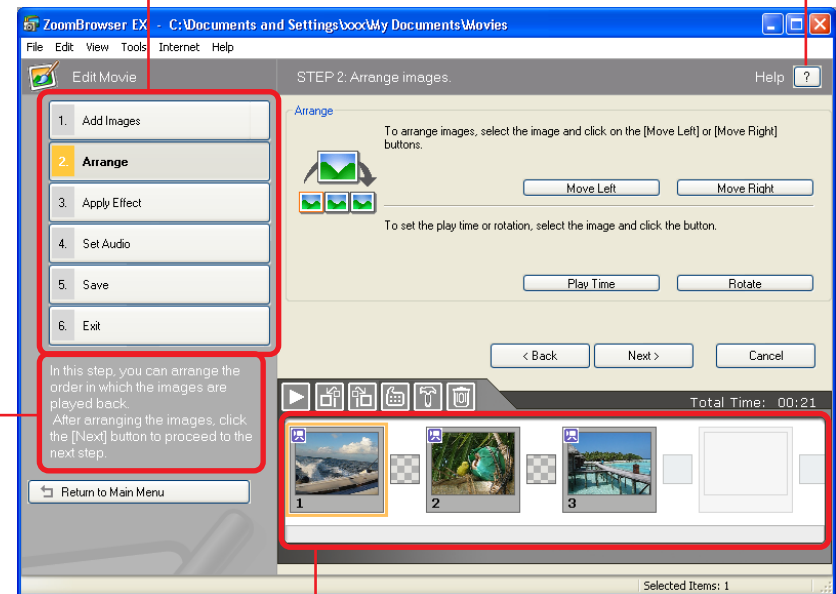 ZoomBrowser EX - C:\Documents and Settings\xxx\My Documents\Movies
File Edit View Tools Internet Help
Edit Movie
STEP 2: Arrange images.
Help ?
1. Add Images
2. Arrange
3. Apply Effect
4. Set Audio
5. Save
6. Exit
In this step, you can arrange the
order in which the images are
played back.
After arranging the images, click
the [Next] button to proceed to the
next step.
Return to Main Menu
Arrange
To arrange images, select the image and click on the [Move Left] or [Move Right]
buttons.
Move Left Move Right
To set the play time or rotation, select the image and click the button.
Play Time Rotate
< Back Next > Cancel
Total Time: 00:21
1 2 3
Selected Items: 1